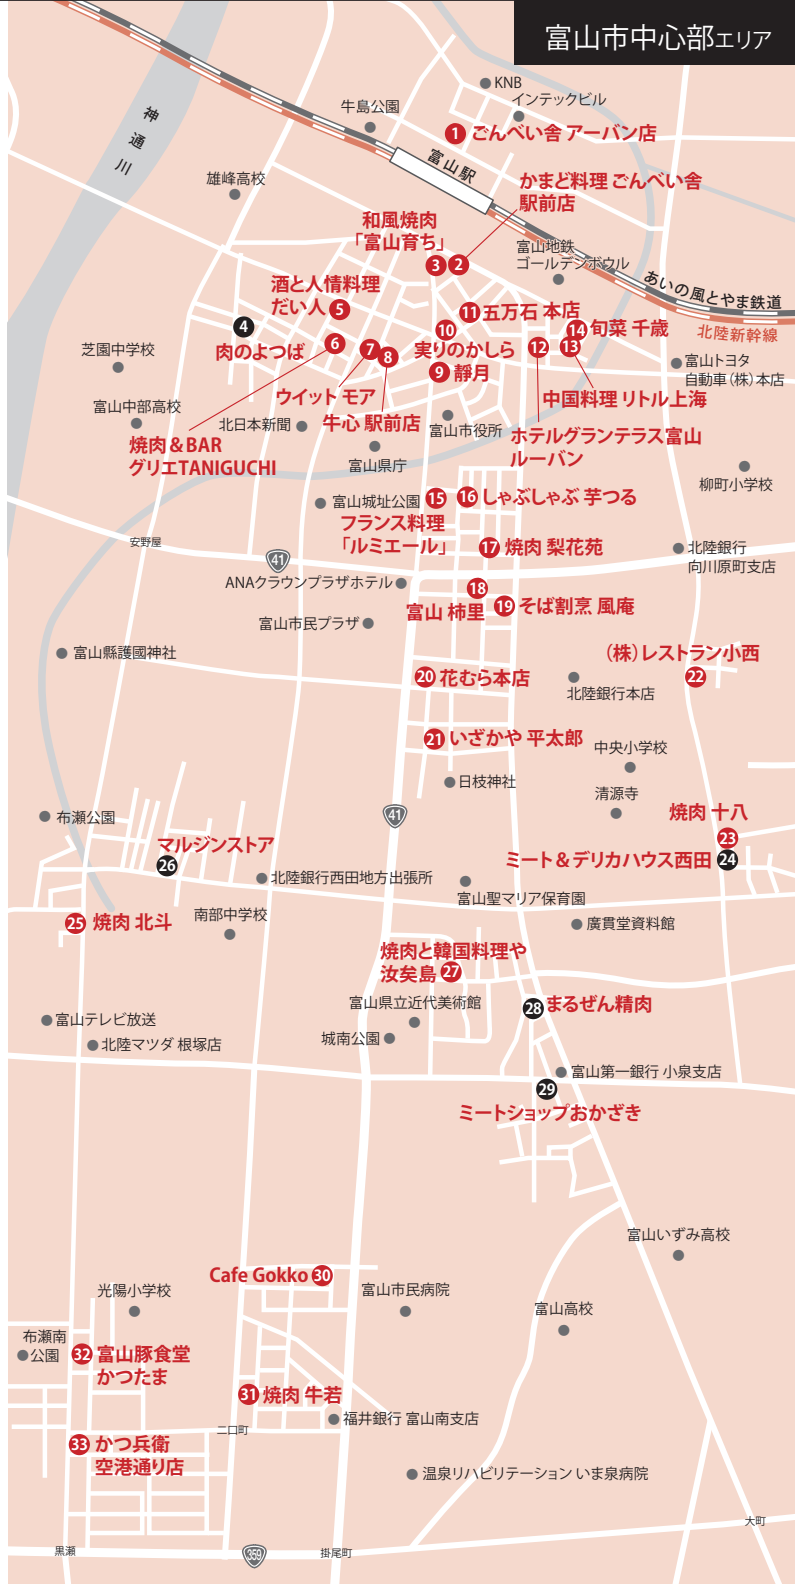 富山市中心部エリア
KNB
インテックビル
牛島公園
1 ごんべい舎 アーバン店
神通川
富山駅
雄峰高校
かまど料理 ごんべい舎
駅前店
和風焼肉
「富山育ち」
3 2
富山地鉄
ゴールデンボウル
あいの風とやま鉄道
北陸新幹線
酒と人情料理
だい人 5
11 五万石 本店
4
肉のよつば
10
実りのかしら
14 旬菜 千歳
12 13
6 7 8
9 靜月
芝園中学校
富山トヨタ
自動車(株)本店
ウイット モア
中国料理 リトル上海
富山中部高校
北日本新聞
牛心 駅前店
富山市役所
ホテルグランテラス富山
ルーバン
焼肉&BAR
グリエTANIGUCHI
富山県庁
柳町小学校
富山城址公園
15 16 しゃぶしゃぶ 芋つる
フランス料理
「ルミエール」
安野屋
41
17 焼肉 梨花苑
北陸銀行
向川原町支店
ANAクラウンプラザホテル
18
富山 柿里
19 そば割烹 風庵
富山市民プラザ
富山縣護國神社
(株)レストラン小西
22
20 花むら本店
北陸銀行本店
21 いざかや 平太郎
中央小学校
日枝神社
清源寺
布瀬公園
41
焼肉 十八
23
マルジンストア
26
ミート&デリカハウス西田 24
北陸銀行西田地方出張所
富山聖マリア保育園
25 焼肉 北斗
南部中学校
廣貫堂資料館
焼肉と韓国料理や
汝矣島 27
富山県立近代美術館
28 まるぜん精肉
富山テレビ放送
城南公園
北陸マツダ 根塚店
富山第一銀行 小泉支店
29
ミートショップおかざき
富山いずみ高校
Cafe Gokko 30
光陽小学校
富山市民病院
富山高校
布瀬南
公園
32 富山豚食堂
かつたま
31 焼肉 牛若
福井銀行 富山南支店
二口町
33 かつ兵衛
空港通り店
温泉リハビリテーション いま泉病院
大町
黒瀬
359
掛尾町